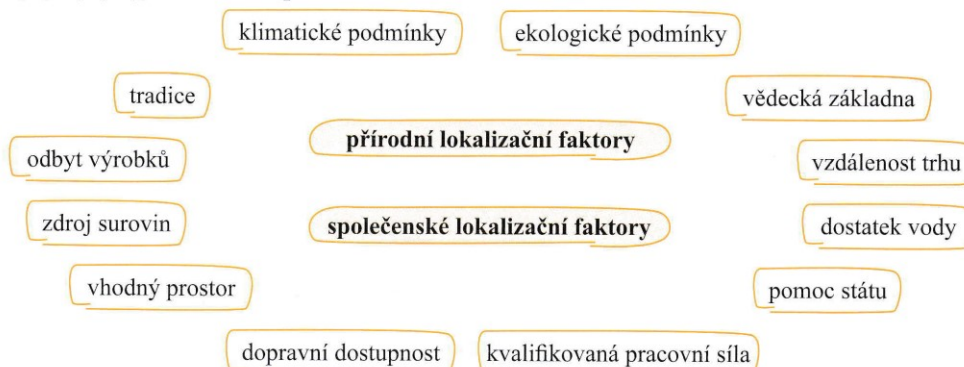 klimatické podmínky
ekologické podmínky
tradice
vědecká základna
přírodní lokalizační faktory
odbyt výrobků
vzdálenost trhu
zdroj surovin
společenské lokalizační faktory
dostatek vody
vhodný prostor
pomoc státu
dopravní dostupnost
kvalifikovaná pracovní síla